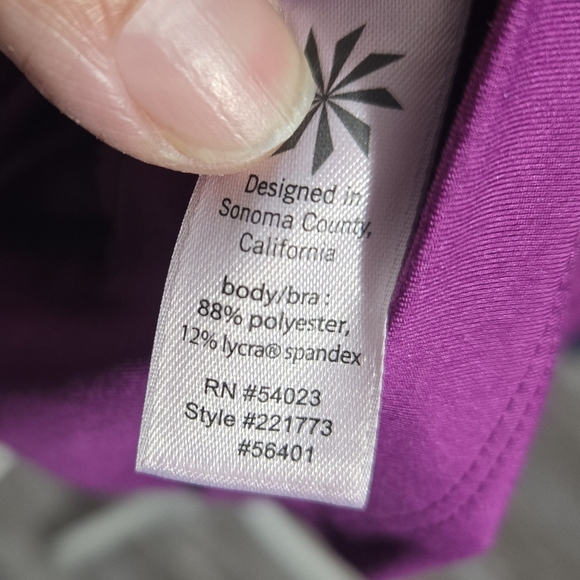 Designed in
Sonoma County,
California
body/bra :
88% polyester,
12% lycra® spandex
RN #54023
Style #221773
#56401